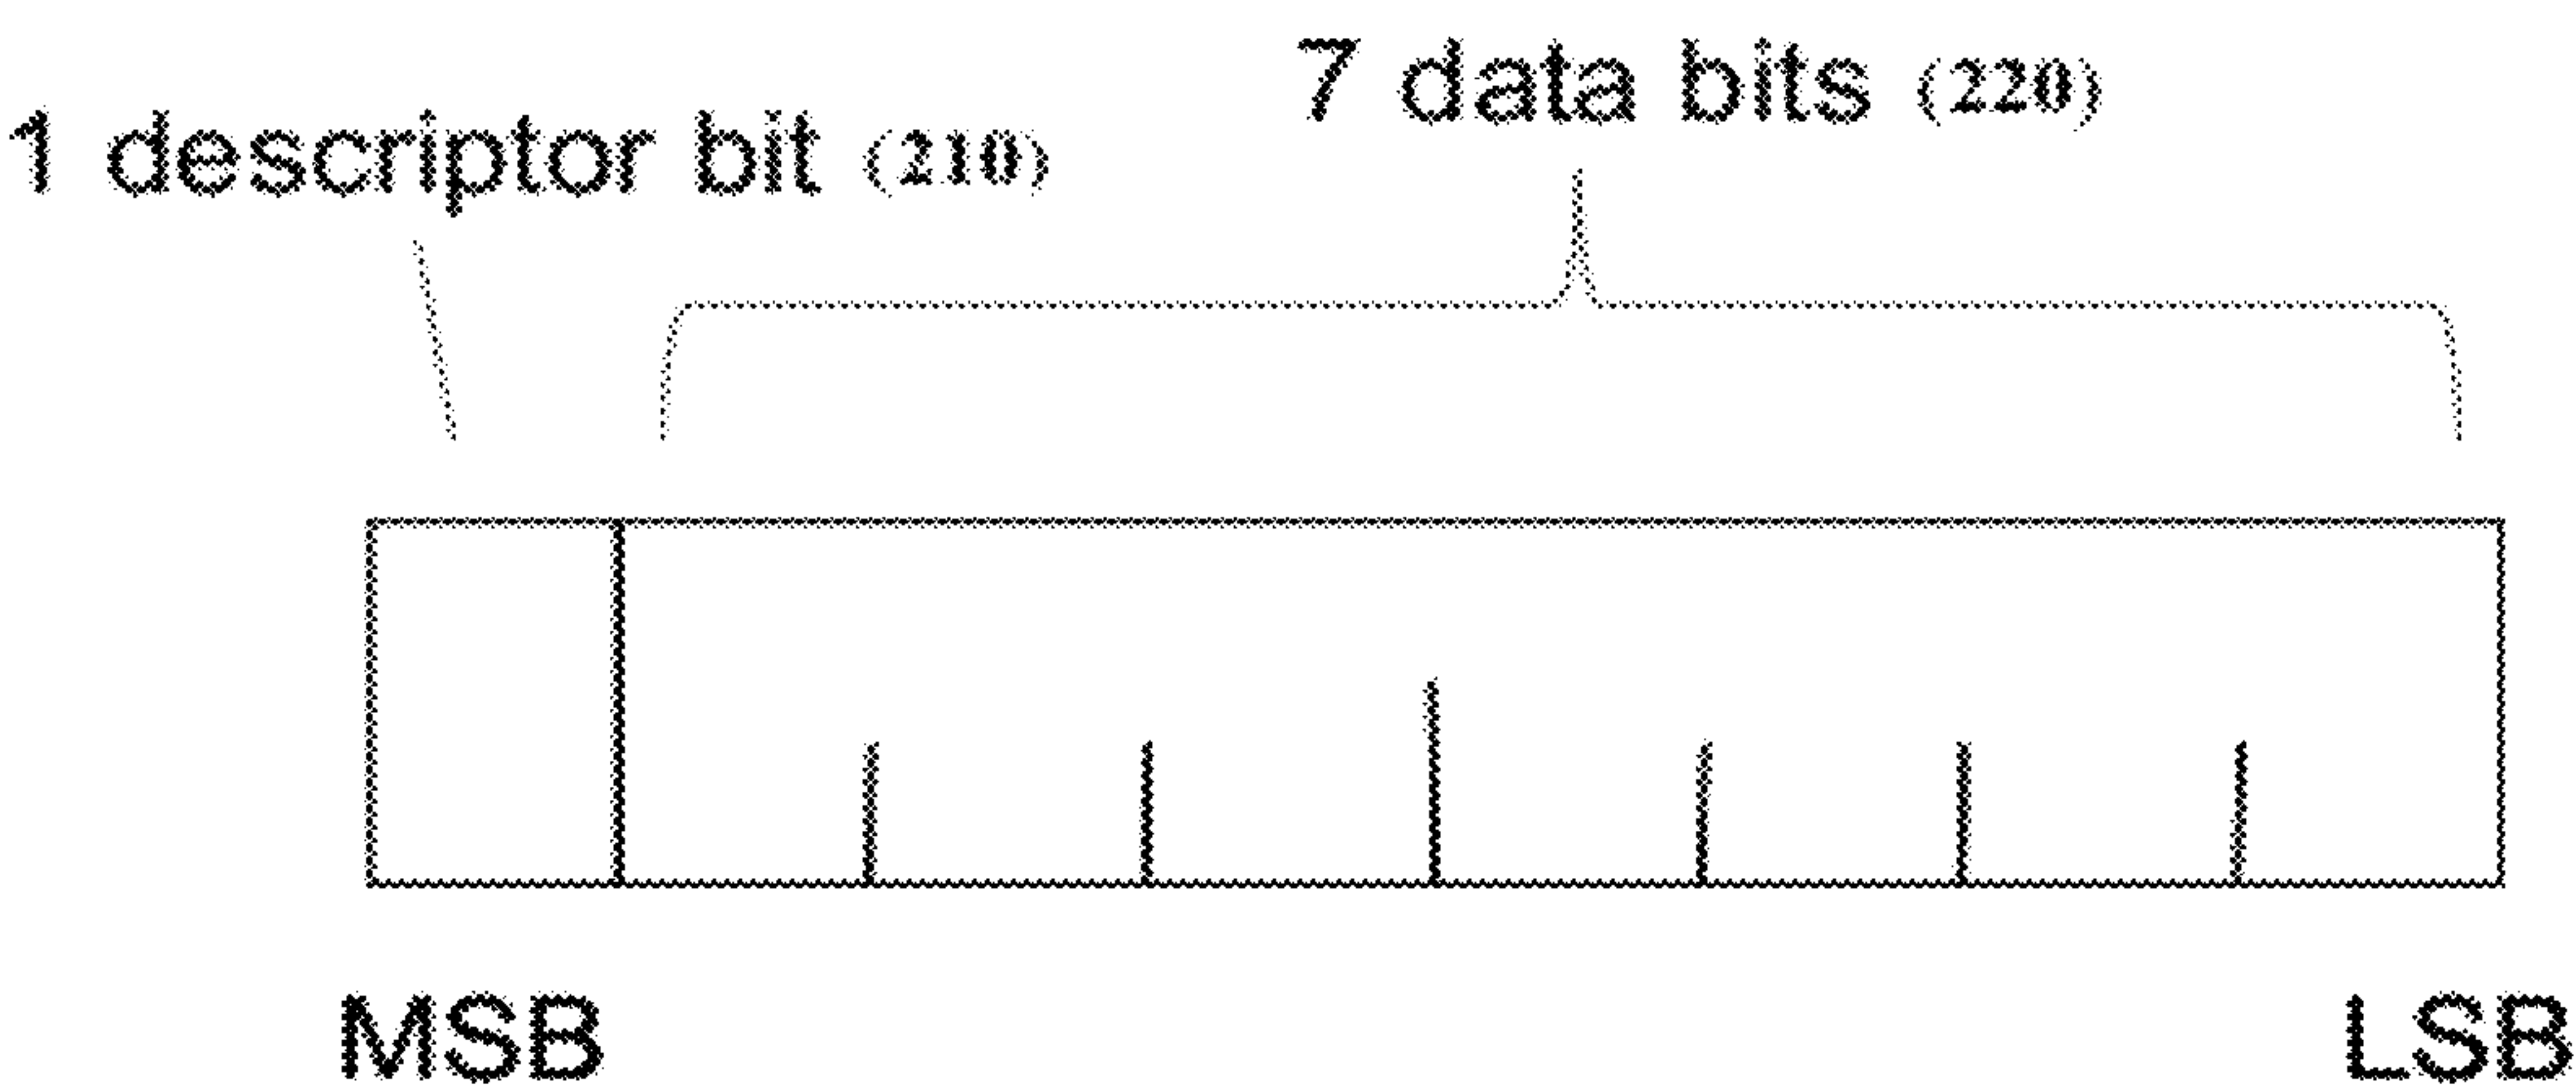 7 data bits (220)
1 descriptor bit (210)
MSB
LSB